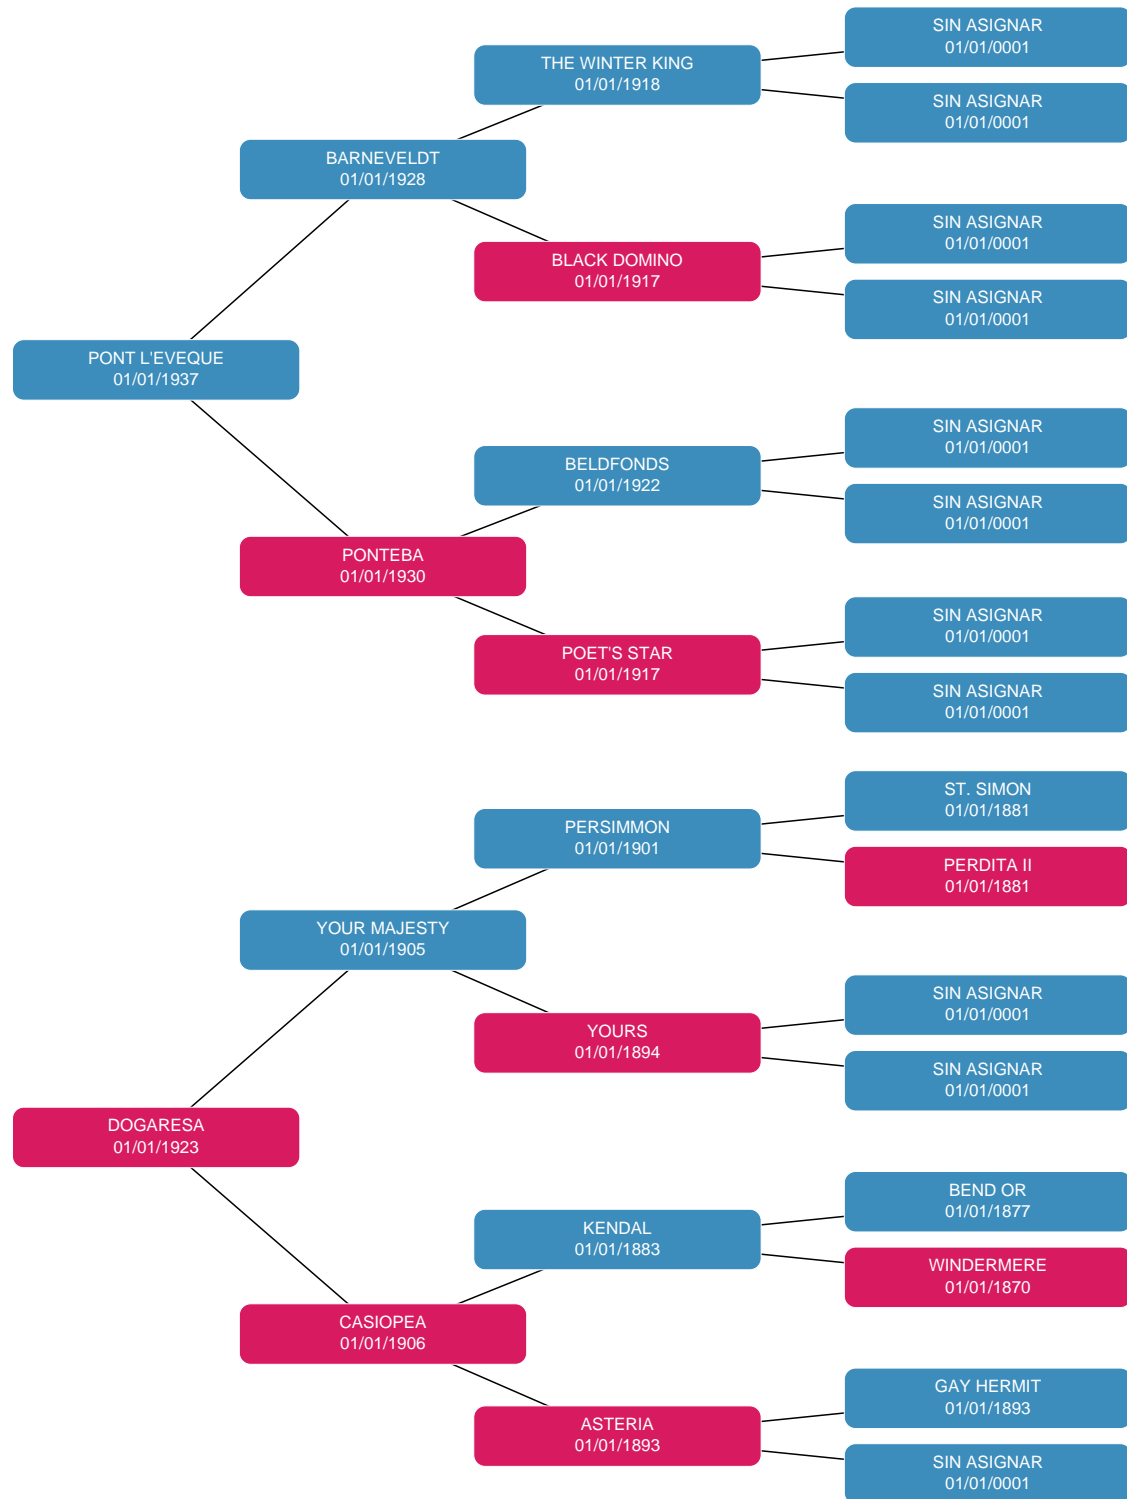 SIN ASIGNAR
01/01/0001
THE WINTER KING
01/01/1918
SIN ASIGNAR
01/01/0001
BARNEVELDT
01/01/1928
SIN ASIGNAR
01/01/0001
BLACK DOMINO
01/01/1917
SIN ASIGNAR
01/01/0001
PONT L'EVEQUE
01/01/1937
SIN ASIGNAR
01/01/0001
BELDFONDS
01/01/1922
SIN ASIGNAR
01/01/0001
PONTEBA
01/01/1930
SIN ASIGNAR
01/01/0001
POET'S STAR
01/01/1917
SIN ASIGNAR
01/01/0001
ST. SIMON
01/01/1881
PERSIMMON
01/01/1901
PERDITA II
01/01/1881
YOUR MAJESTY
01/01/1905
SIN ASIGNAR
01/01/0001
YOURS
01/01/1894
SIN ASIGNAR
01/01/0001
DOGARESA
01/01/1923
BEND OR
01/01/1877
KENDAL
01/01/1883
WINDERMERE
01/01/1870
CASIOPEA
01/01/1906
GAY HERMIT
01/01/1893
ASTERIA
01/01/1893
SIN ASIGNAR
01/01/0001